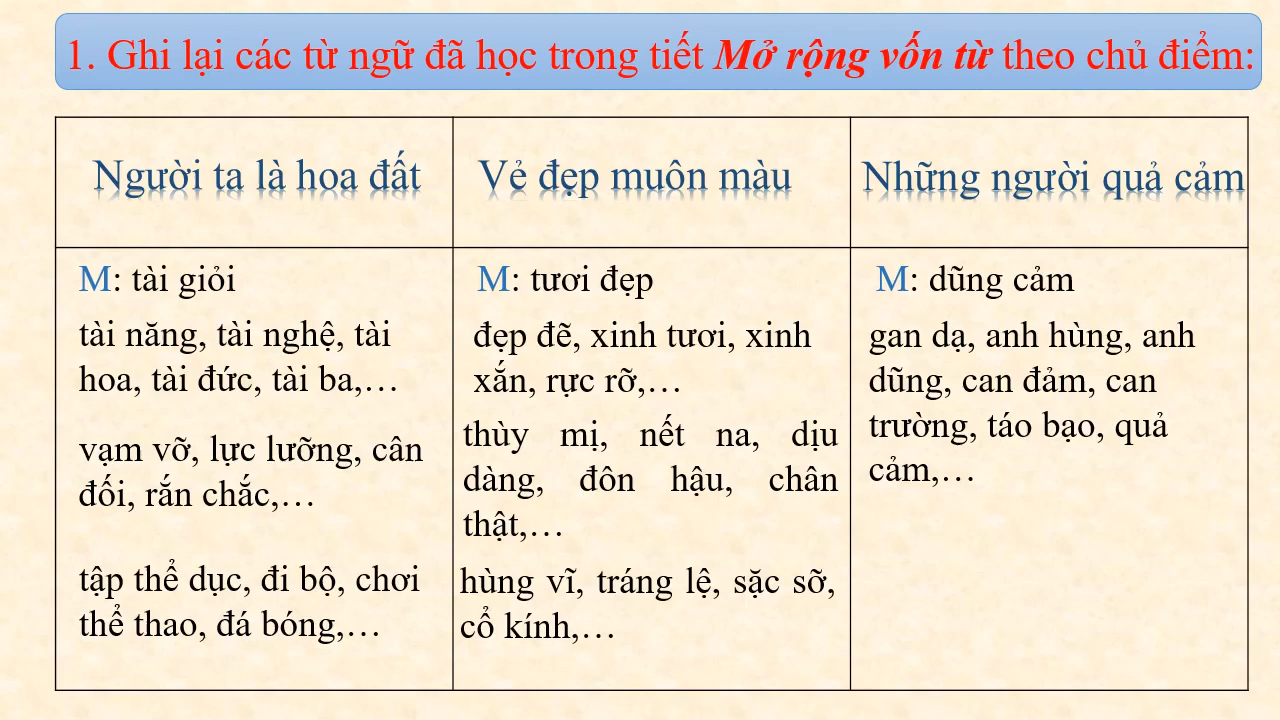 1. Ghi lại các từ ngữ đã học trong tiết Mở rộng vốn từ theo chủ điểm:
Người ta là hoa đất
Vẻ đẹp muôn màu
Những người quả cảm
M: tài giỏi
tài năng, tài nghệ, tài
hoa, tài đức, tài ba,…
vạm vỡ, lực lưỡng, cân
đối, rắn chắc,…
tập thể dục, đi bộ, chơi
thể thao, đá bóng,…
M: tươi đẹp
đẹp đẽ, xinh tươi, xinh
xắn, rực rỡ,…
thùy mị, nết na, dịu
dàng, đôn hậu, chân
thật,…
hùng vĩ, tráng lệ, sặc sỡ,
cổ kính,…
M: dũng cảm
gan dạ, anh hùng, anh
dũng, can đảm, can
trường, táo bạo, quả
cảm,…